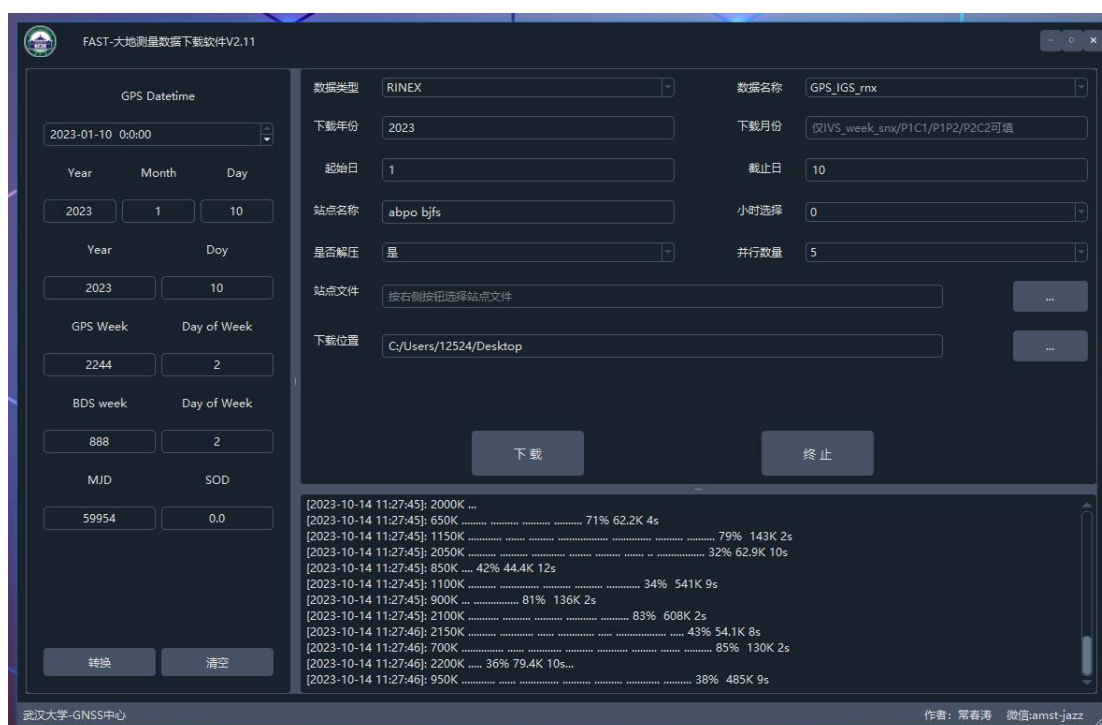 FAST-大地测量数据下载软件V2.11
GPS Datetime
2023-01-10 0:0:00
Year Month Day
2023 1 10
Year Doy
2023 10
GPS Week Day of Week
2244 2
BDS week Day of Week
888 2
MJD SOD
59954 0.0
转换 清空
数据类型 RINEX 数据名称 GPS_IGS_rnx
下载年份 2023 下载月份 仅IVS_week_snx/P1C1/P1P2/P2C2可填
起始日 1 截止日 10
站点名称 abpo bjfs 小时选择 0
是否解压 是 并行数量 5
站点文件 按右侧按钮选择站点文件 ...
下载位置 C:/Users/12524/Desktop ...
下载 终止
[2023-10-14 11:27:45]: 2000K ...
[2023-10-14 11:27:45]: 650K .......... .......... .......... .......... 71% 62.2K 4s
[2023-10-14 11:27:45]: 1150K ............ ....... ......... .................. ............. .......... .......... 79% 143K 2s
[2023-10-14 11:27:45]: 2050K ............... .......... ............ ........ ......... ....... .. ................. 32% 62.9K 10s
[2023-10-14 11:27:45]: 850K .... 42% 44.4K 12s
[2023-10-14 11:27:45]: 1100K ............ ............... .......... .......... ............ 34% 541K 9s
[2023-10-14 11:27:45]: 900K ... ............... 81% 136K 2s
[2023-10-14 11:27:45]: 2100K ............ .......... ............ ........... .......... 83% 608K 2s
[2023-10-14 11:27:46]: 2150K .............. .......... ...... .............. ..... ................. ..... 43% 54.1K 8s
[2023-10-14 11:27:46]: 700K ................ ...... .......... ........... ........... ........ ....... ......... 85% 130K 2s
[2023-10-14 11:27:46]: 2200K ..... 36% 79.4K 10s...
[2023-10-14 11:27:46]: 950K ............ ...... .............. .......... .......... ............ ........... ......... 38% 485K 9s
武汉大学-GNSS中心 作者：常春涛 微信:amst-jazz